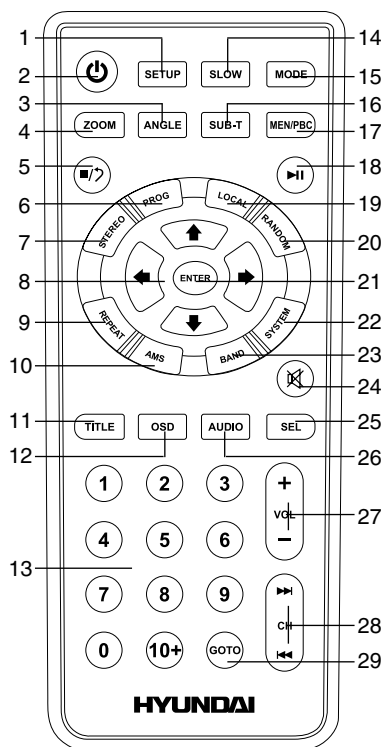 1 14
2 SETUP SLOW MODE 15
3 16
4 ZOOM ANGLE SUB-T MEN/PBC 17
5 18
6 PROG LOCAL 19
7 STEREO RANDOM 20
8 ENTER 21
9 REPEAT SYSTEM 22
10 AMS BAND 23
24
11 TITLE OSD AUDIO SEL 25
12 26
1 2 3 +
VOL 27
4 5 6 −
13
7 8 9
CH 28
0 10+ GOTO 29
HYUNDAI